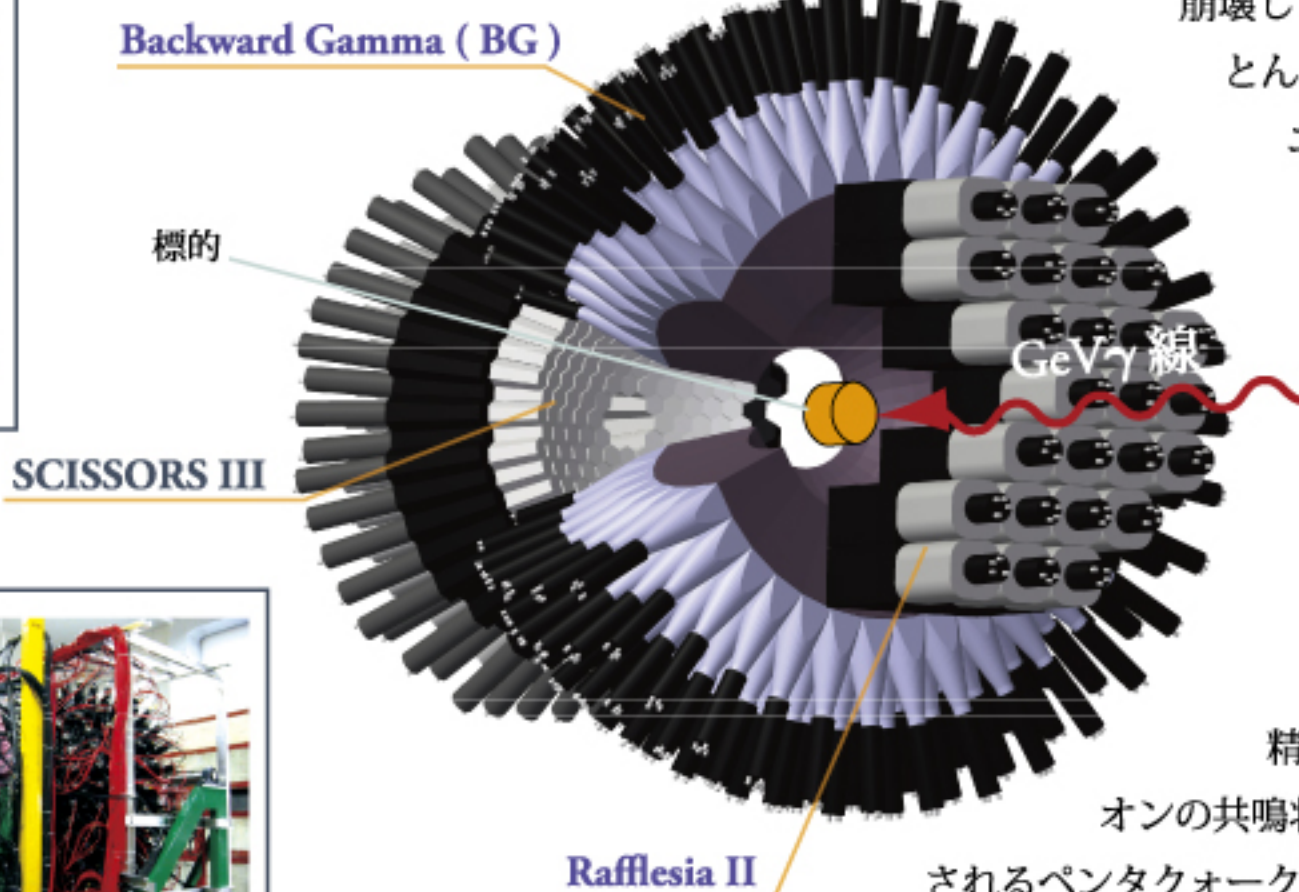 崩壊し
Backward Gamma ( BG )
とん
標的
GeVγ 線
SCISSORS III
精
オンの共鳴
Rafflesia II
されるペンタクォーク